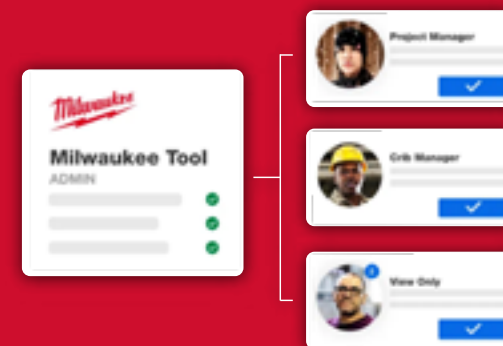 Milwaukee
Milwaukee Tool
ADMIN
Project Manager
Crib Manager
View Only